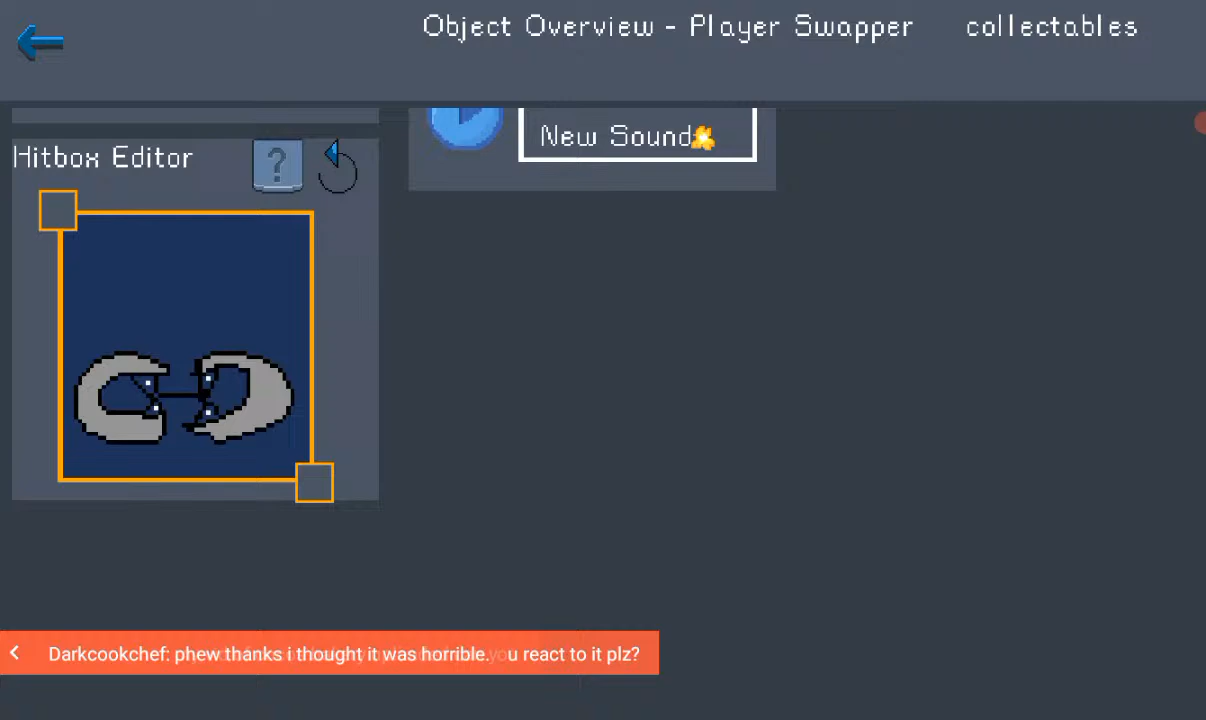 Object Overview - Player Swapper
collectables
New Sound
Hitbox Editor
?
Darkcookchef: phew thanks i thought it was horrible. u react to it plz?